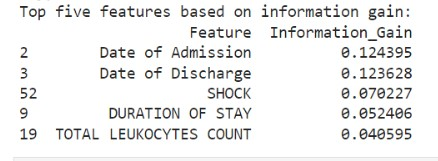 Top five features based on information gain:
Feature Information_Gain
2 Date of Admission 0.124395
3 Date of Discharge 0.123628
52 SHOCK 0.070227
9 DURATION OF STAY 0.052406
19 TOTAL LEUKOCYTES COUNT 0.040595